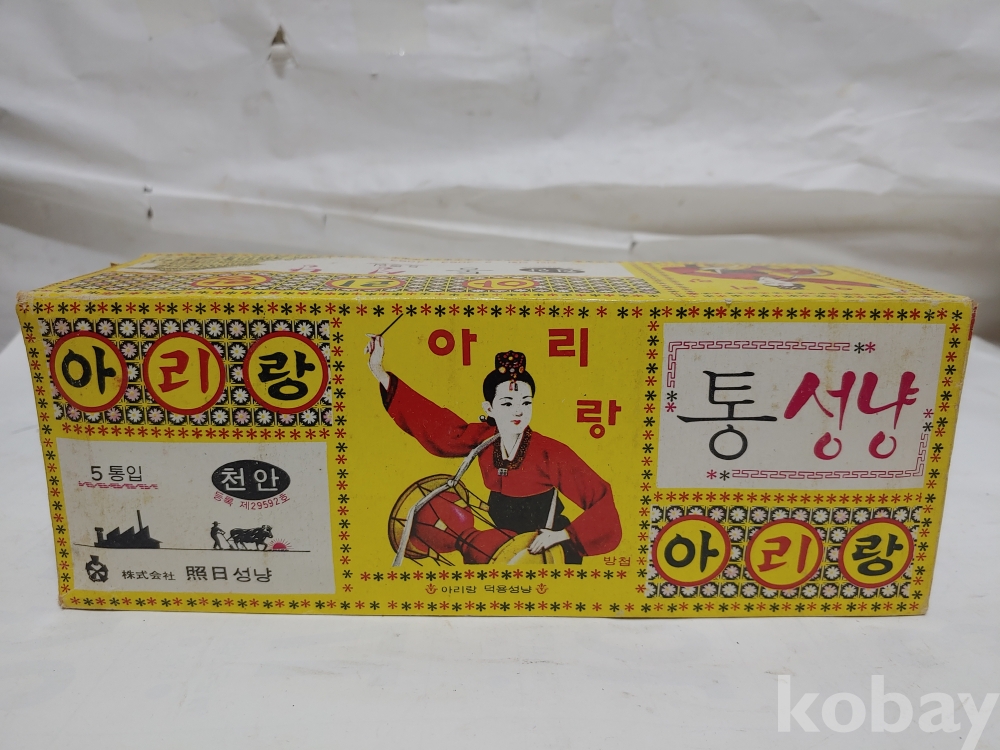 아리랑
5통입
천안
등록 제29592호
株式会社 照日성냥
아리
랑
방첩
아리랑 덕용성냥
통성냥
아리랑
kobay